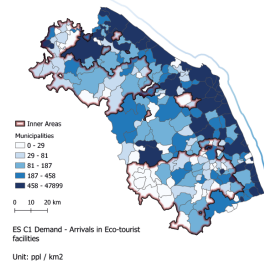 Inner Areas
Municipalities
0 - 29
29 - 81
81 - 187
187 - 458
458 - 47899
0 10 20 km
ES C1 Demand - Arrivals in Eco-tourist
facilities
Unit: ppl / km2